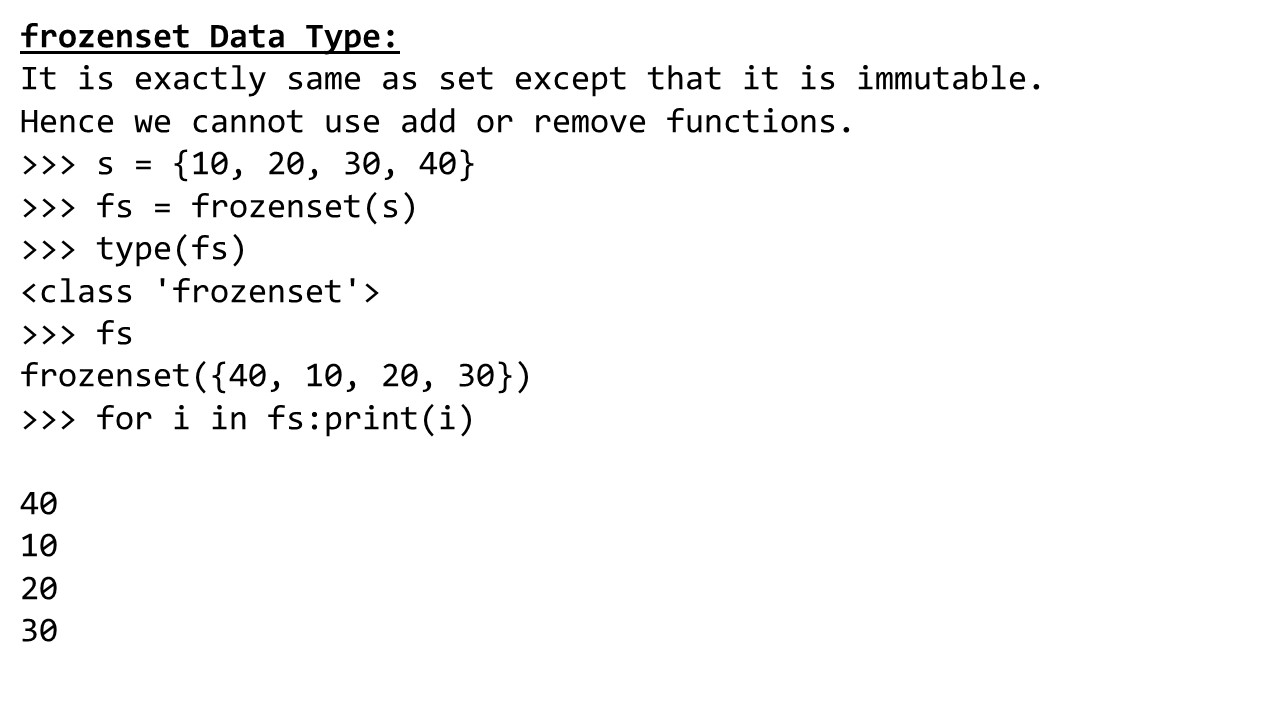 frozenset Data Type:
It is exactly same as set except that it is immutable.
Hence we cannot use add or remove functions.
>>> s = {10, 20, 30, 40}
>>> fs = frozenset(s)
>>> type(fs)
<class 'frozenset'>
>>> fs
frozenset({40, 10, 20, 30})
>>> for i in fs:print(i)
40
10
20
30